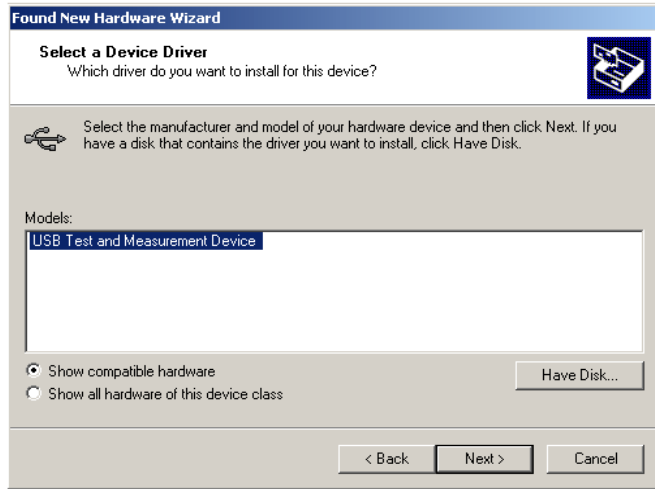 Found New Hardware Wizard
Select a Device Driver
Which driver do you want to install for this device?
Select the manufacturer and model of your hardware device and then click Next. If you
have a disk that contains the driver you want to install, click Have Disk.
Models:
USB Test and Measurement Device
Show compatible hardware
Have Disk...
Show all hardware of this device class
< Back
Next >
Cancel